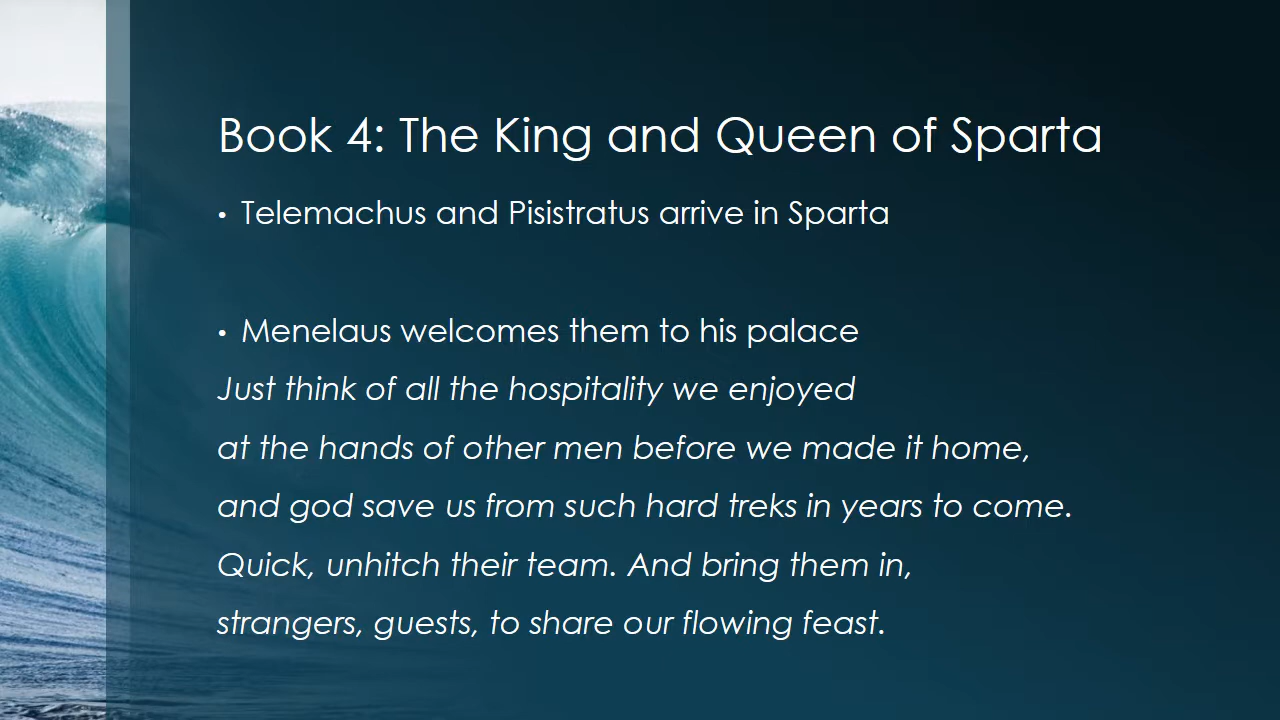 Book 4: The King and Queen of Sparta
• Telemachus and Pisistratus arrive in Sparta
• Menelaus welcomes them to his palace
Just think of all the hospitality we enjoyed
at the hands of other men before we made it home,
and god save us from such hard treks in years to come.
Quick, unhitch their team. And bring them in,
strangers, guests, to share our flowing feast.